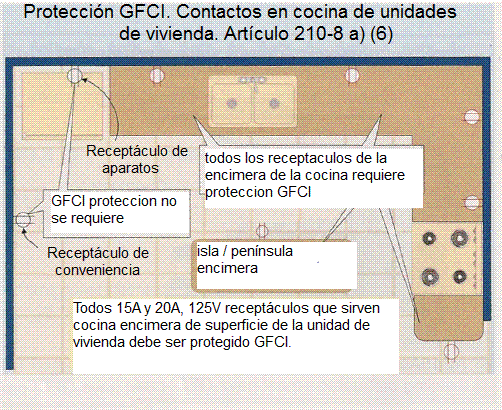 Protección GFCI. Contactos en cocina de unidades
de vivienda. Artículo 210-8 a) (6)
Receptáculo de
aparatos
todos los receptaculos de la
encimera de la cocina requiere
proteccion GFCI
GFCI proteccion no
se requiere
Receptáculo de
conveniencia
isla / península
encimera
Todos 15A y 20A, 125V receptáculos que sirven
cocina encimera de superficie de la unidad de
vivienda debe ser protegido GFCI.